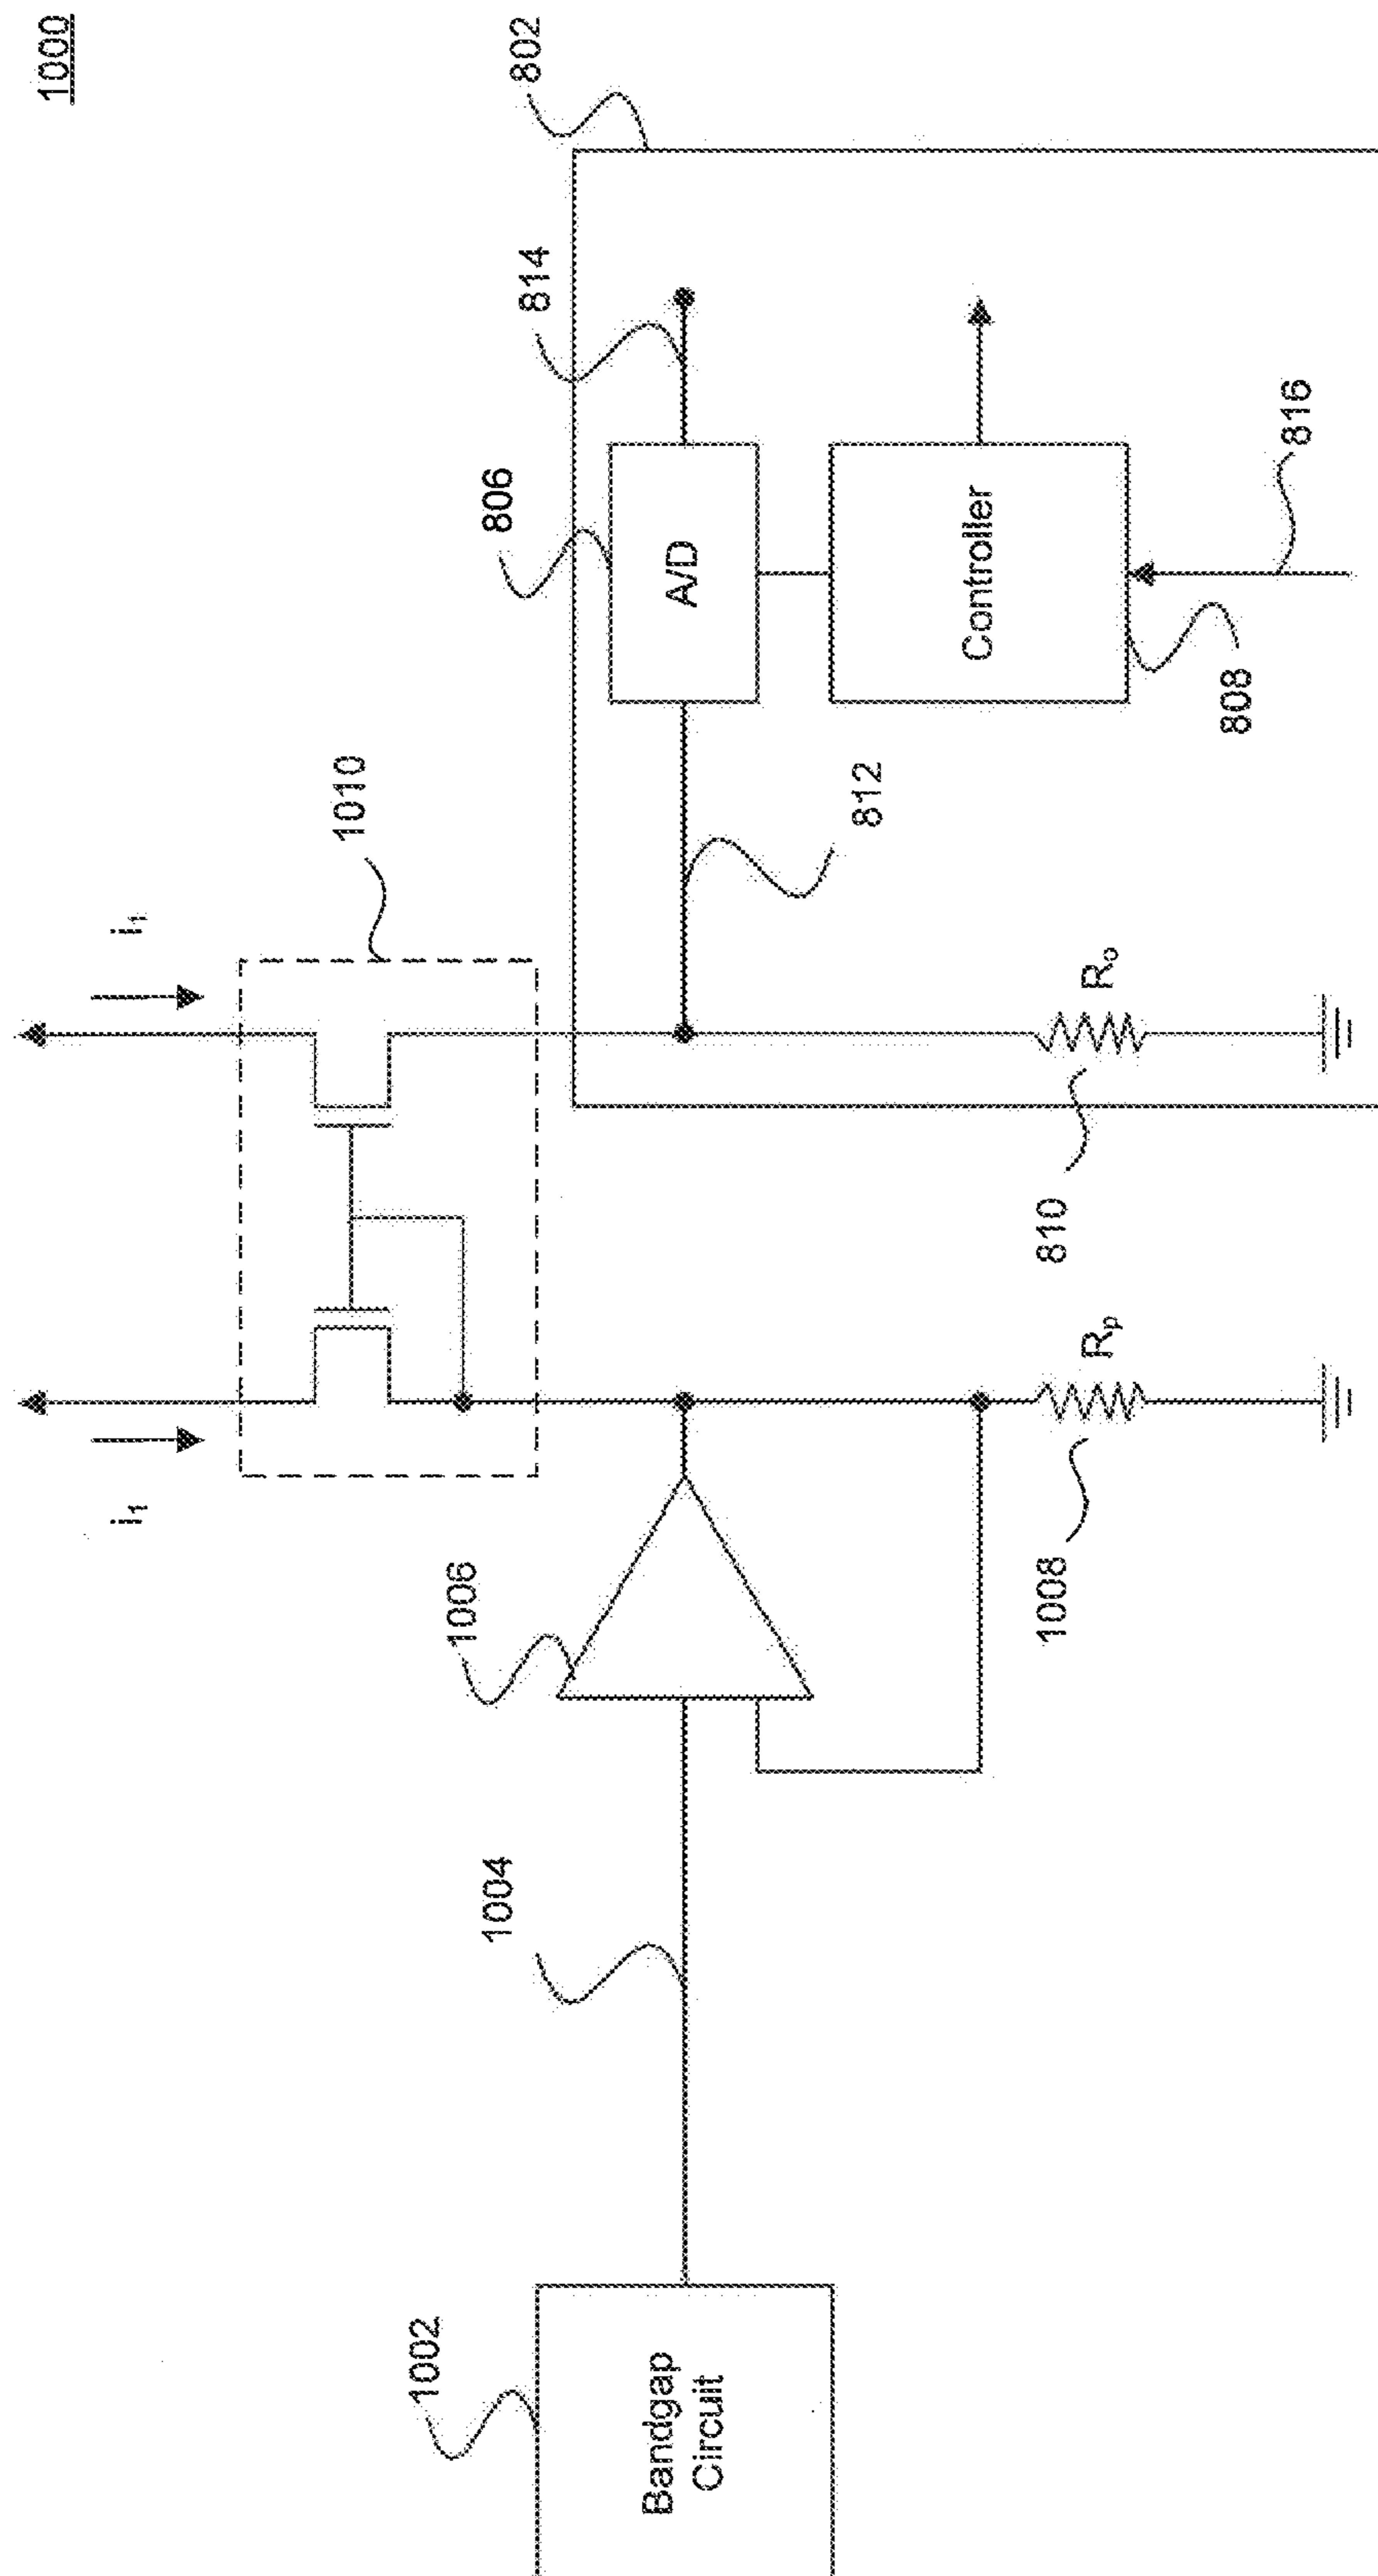 1000
i₁
i₁
1010
802
814
806
A/D
Controller
812
816
808
1002
Bandgap
Circuit
1004
1006
1008
Rₚ
810
Rₒ